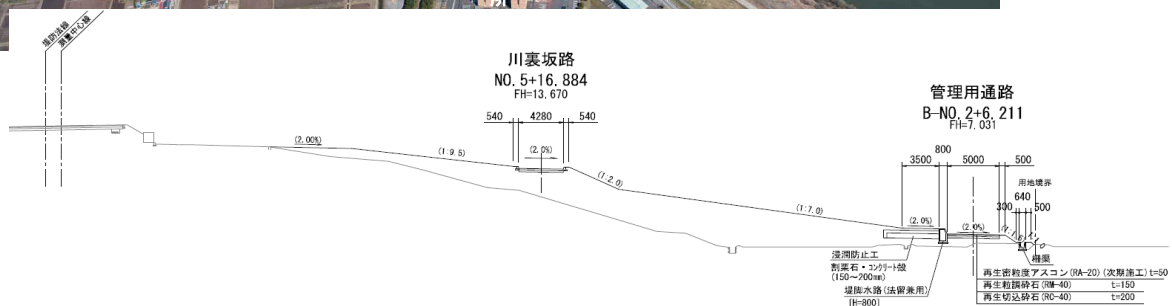 所
堤防法線
測量中心線
川裏坂路
NO.5+16.884
FH=13.670
540 4280 540
(2.00%)
(1:9.5)
(2.0%)
(1:2.0)
(1:7.0)
管理用通路
B-NO.2+6.211
FH=7.031
800
3500 5000 500
用地境界
640
300 500
(2.0%)
(2.0%)
浸潤防止工
割栗石・コンクリート殻
(150～200mm)
堤脚水路(法留兼用)
[H=800]
柵渠
再生密粒度アスコン(RA-20)(次期施工)t=50
再生粒調砕石(RM-40) t=150
再生切込砕石(RC-40) t=200